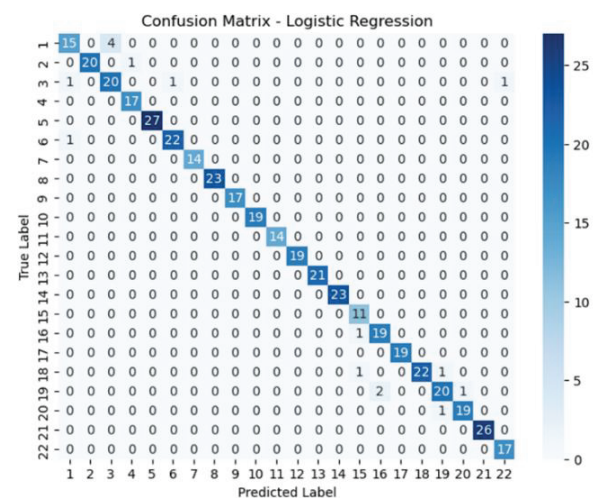 Confusion Matrix - Logistic Regression
1 15 0 4 0 0 0 0 0 0 0 0 0 0 0 0 0 0 0 0 0 0 0
2 0 20 0 1 0 0 0 0 0 0 0 0 0 0 0 0 0 0 0 0 0 0
3 1 0 20 0 0 1 0 0 0 0 0 0 0 0 0 0 0 0 0 0 0 1
4 0 0 0 17 0 0 0 0 0 0 0 0 0 0 0 0 0 0 0 0 0 0
5 0 0 0 0 27 0 0 0 0 0 0 0 0 0 0 0 0 0 0 0 0 0
6 1 0 0 0 0 22 0 0 0 0 0 0 0 0 0 0 0 0 0 0 0 0
7 0 0 0 0 0 0 14 0 0 0 0 0 0 0 0 0 0 0 0 0 0 0
8 0 0 0 0 0 0 0 23 0 0 0 0 0 0 0 0 0 0 0 0 0 0
9 0 0 0 0 0 0 0 0 17 0 0 0 0 0 0 0 0 0 0 0 0 0
10 0 0 0 0 0 0 0 0 0 19 0 0 0 0 0 0 0 0 0 0 0 0
11 0 0 0 0 0 0 0 0 0 0 14 0 0 0 0 0 0 0 0 0 0 0
12 0 0 0 0 0 0 0 0 0 0 0 19 0 0 0 0 0 0 0 0 0 0
13 0 0 0 0 0 0 0 0 0 0 0 0 21 0 0 0 0 0 0 0 0 0
14 0 0 0 0 0 0 0 0 0 0 0 0 0 23 0 0 0 0 0 0 0 0
15 0 0 0 0 0 0 0 0 0 0 0 0 0 0 11 0 0 0 0 0 0 0
16 0 0 0 0 0 0 0 0 0 0 0 0 0 0 1 19 0 0 0 0 0 0
17 0 0 0 0 0 0 0 0 0 0 0 0 0 0 0 0 19 0 0 0 0 0
18 0 0 0 0 0 0 0 0 0 0 0 0 0 0 1 0 0 22 1 0 0 0
19 0 0 0 0 0 0 0 0 0 0 0 0 0 0 0 2 0 0 20 1 0 0
20 0 0 0 0 0 0 0 0 0 0 0 0 0 0 0 0 0 0 1 19 0 0
21 0 0 0 0 0 0 0 0 0 0 0 0 0 0 0 0 0 0 0 0 26 0
22 0 0 0 0 0 0 0 0 0 0 0 0 0 0 0 0 0 0 0 0 0 17
1 2 3 4 5 6 7 8 9 10 11 12 13 14 15 16 17 18 19 20 21 22
Predicted Label
True Label
25
20
15
10
5
0